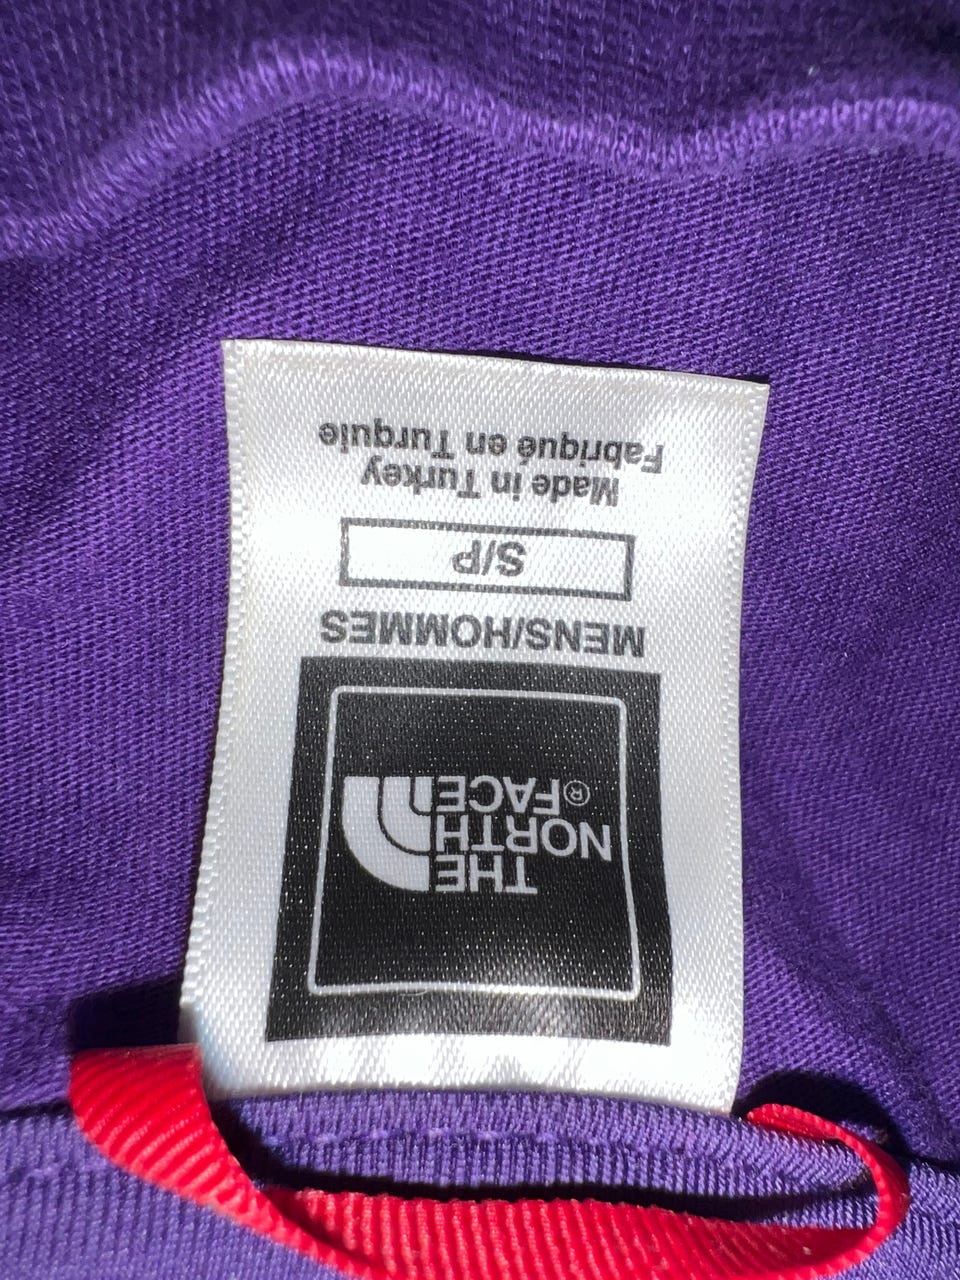 THE
NORTH
FACE®
MENS/HOMMES
S/P
Made in Turkey
Fabriqué en Turquie